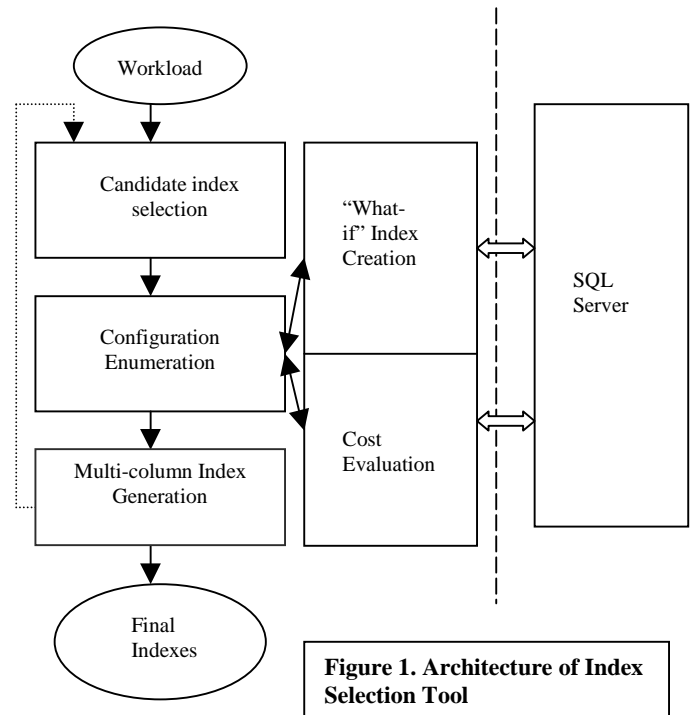 Workload
Candidate index
selection
Configuration
Enumeration
Multi-column Index
Generation
Final
Indexes
“What-
if” Index
Creation
Cost
Evaluation
SQL
Server
Figure 1. Architecture of Index
Selection Tool